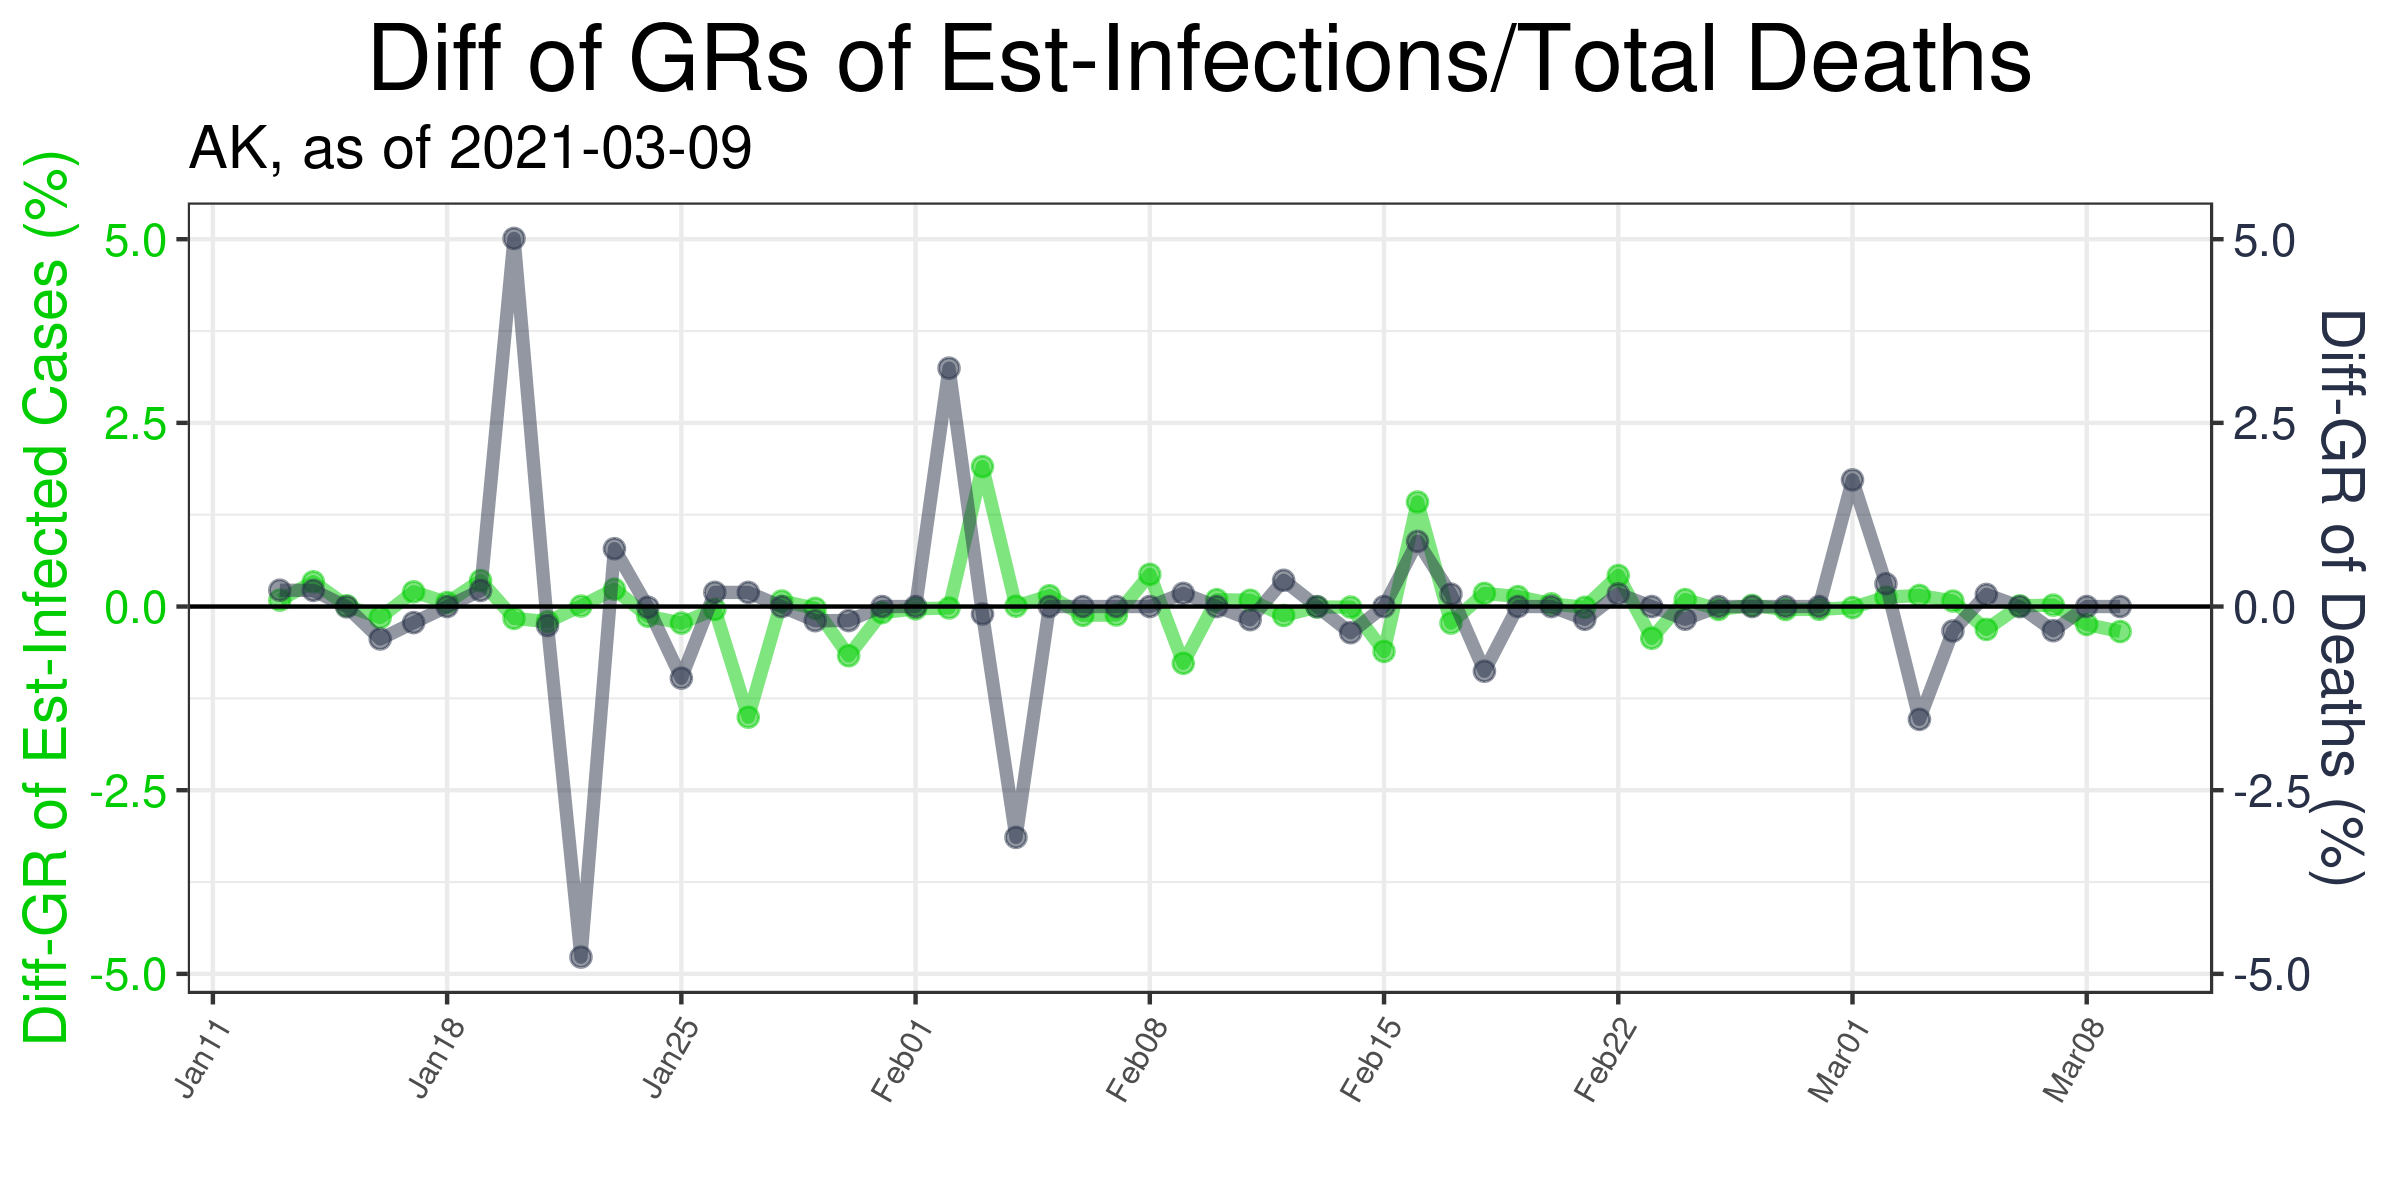 Diff of GRs of Est-Infections/Total Deaths
AK, as of 2021-03-09
Diff-GR of Est-Infected Cases (%)
5.0
2.5
0.0
-2.5
-5.0
5.0
2.5
0.0
-2.5
-5.0
Diff-GR of Deaths (%)
Jan11
Jan18
Jan25
Feb01
Feb08
Feb15
Feb22
Mar01
Mar08